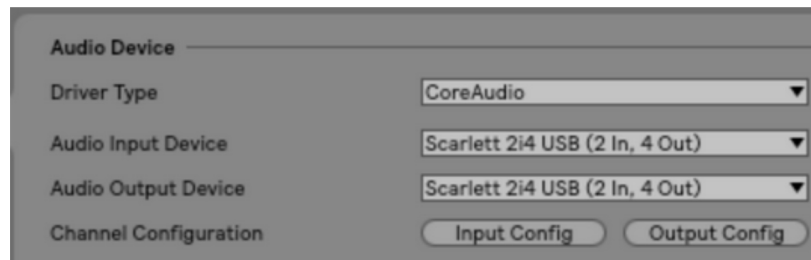 Audio Device
Driver Type CoreAudio
Audio Input Device Scarlett 2i4 USB (2 In, 4 Out)
Audio Output Device Scarlett 2i4 USB (2 In, 4 Out)
Channel Configuration Input Config Output Config